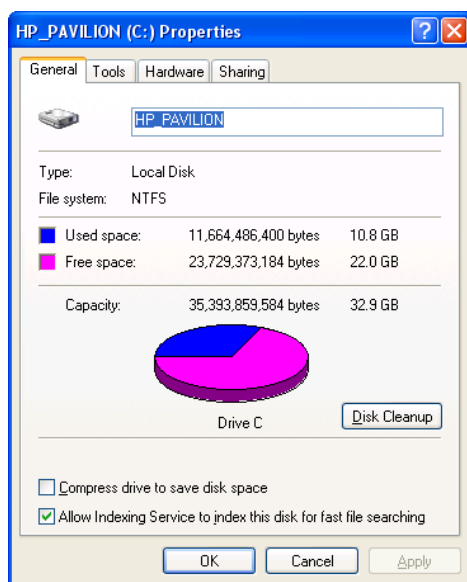 HP_PAVILION (C:) Properties
General Tools Hardware Sharing
HP_PAVILION
Type: Local Disk
File system: NTFS
Used space: 11,664,486,400 bytes 10.8 GB
Free space: 23,729,373,184 bytes 22.0 GB
Capacity: 35,393,859,584 bytes 32.9 GB
Drive C
Disk Cleanup
Compress drive to save disk space
Allow Indexing Service to index this disk for fast file searching
OK Cancel Apply